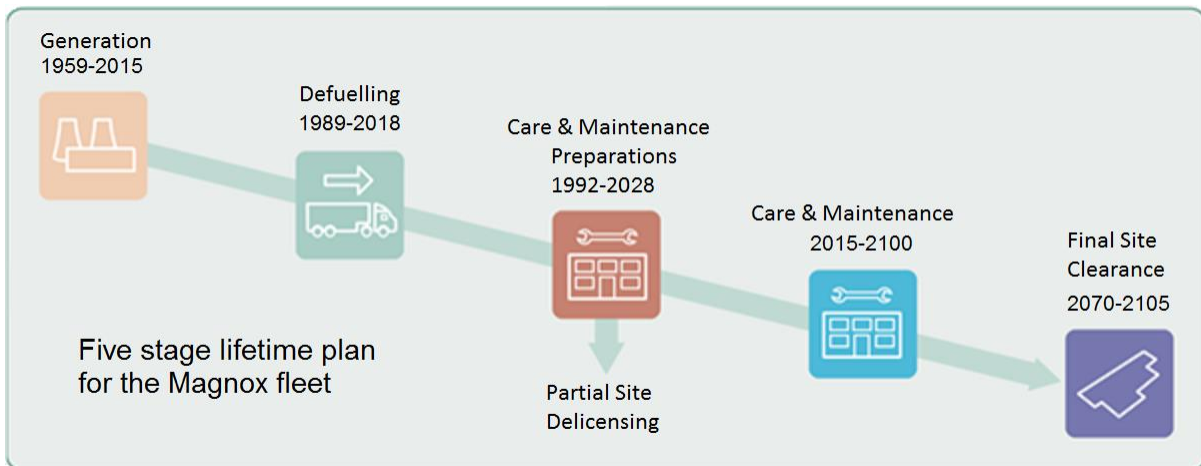 Generation
1959-2015
Defuelling
1989-2018
Care & Maintenance
Preparations
1992-2028
Care & Maintenance
2015-2100
Final Site
Clearance
2070-2105
Five stage lifetime plan
for the Magnox fleet
Partial Site
Delicensing